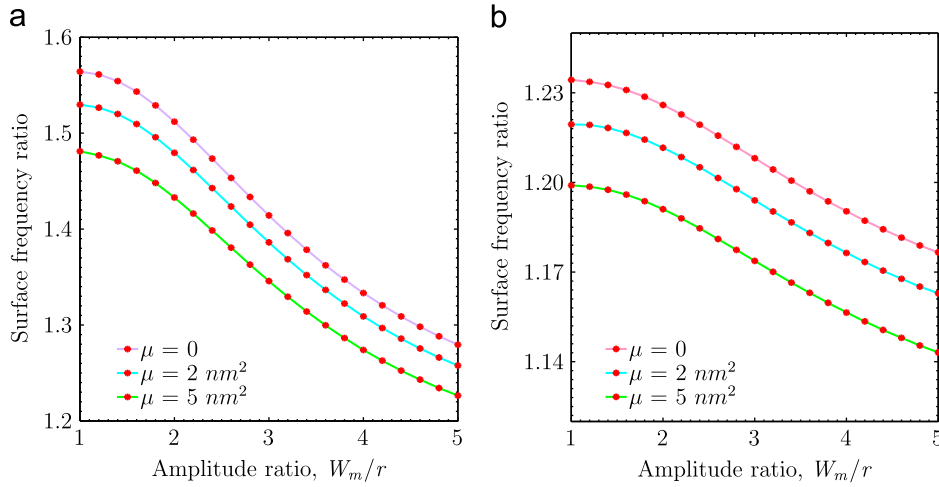 a
1.6
1.5
1.4
1.3
1.2
Surface frequency ratio
μ = 0
μ = 2 nm²
μ = 5 nm²
1 2 3 4 5
Amplitude ratio, Wₘ/r
b
1.23
1.20
1.17
1.14
Surface frequency ratio
μ = 0
μ = 2 nm²
μ = 5 nm²
1 2 3 4 5
Amplitude ratio, Wₘ/r